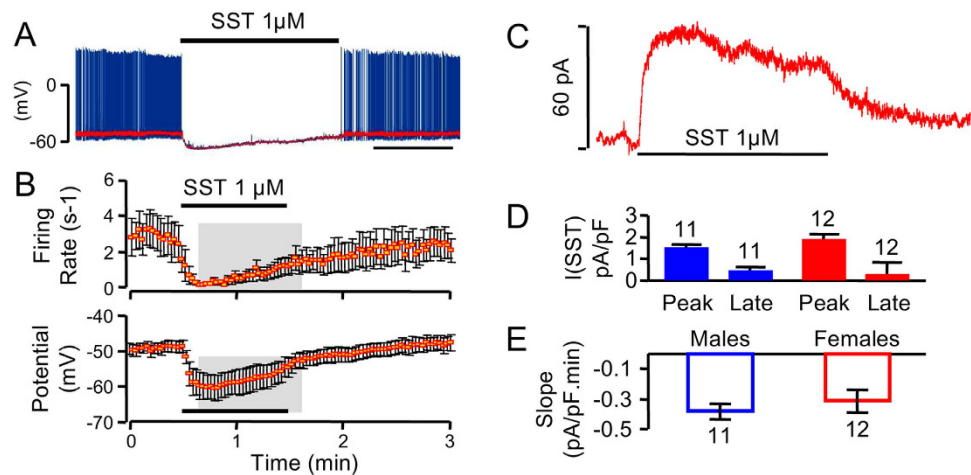 A
SST 1µM
0
(mV)
-60
B
SST 1 µM
Firing
Rate (s-1)
6
4
2
0
Potential
(mV)
-40
-50
-60
-70
0
1
2
3
Time (min)
C
60 pA
SST 1µM
D
I(SST)
pA/pF
3
2
1
0
11
11
12
12
Peak
Late
Peak
Late
E
Males
Females
Slope
(pA/pF.min)
-0.1
-0.3
-0.5
11
12